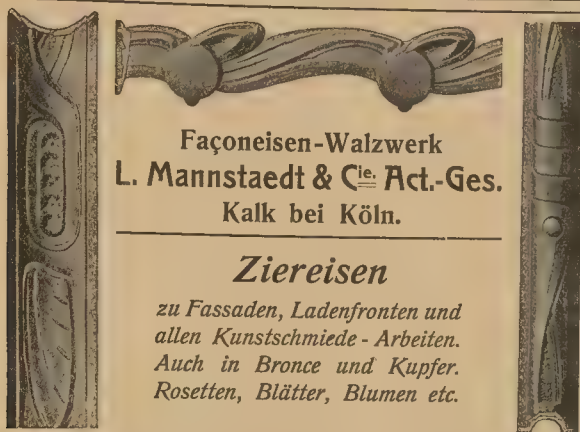 Façoneisen-Walzwerk
L. Mannstaedt & Cie. Act.-Ges.
Kalk bei Köln.
Ziereisen
zu Fassaden, Ladenfronten und
allen Kunstschmiede - Arbeiten.
Auch in Bronce und Kupfer.
Rosetten, Blätter, Blumen etc.